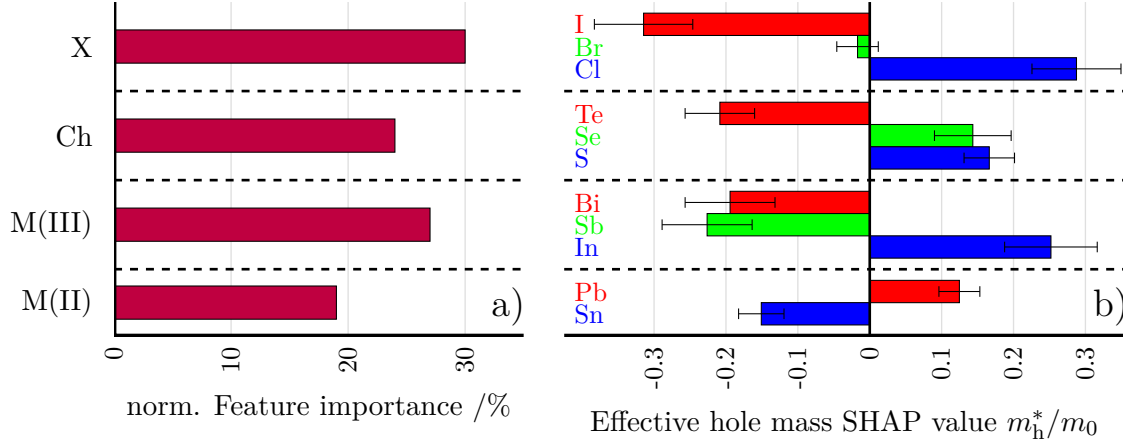 X
Ch
M(III)
M(II)
a)
0
10
20
30
norm. Feature importance /%
I
Br
Cl
Te
Se
S
Bi
Sb
In
Pb
Sn
b)
-0.3
-0.2
-0.1
0
0.1
0.2
0.3
Effective hole mass SHAP value m*h/m0